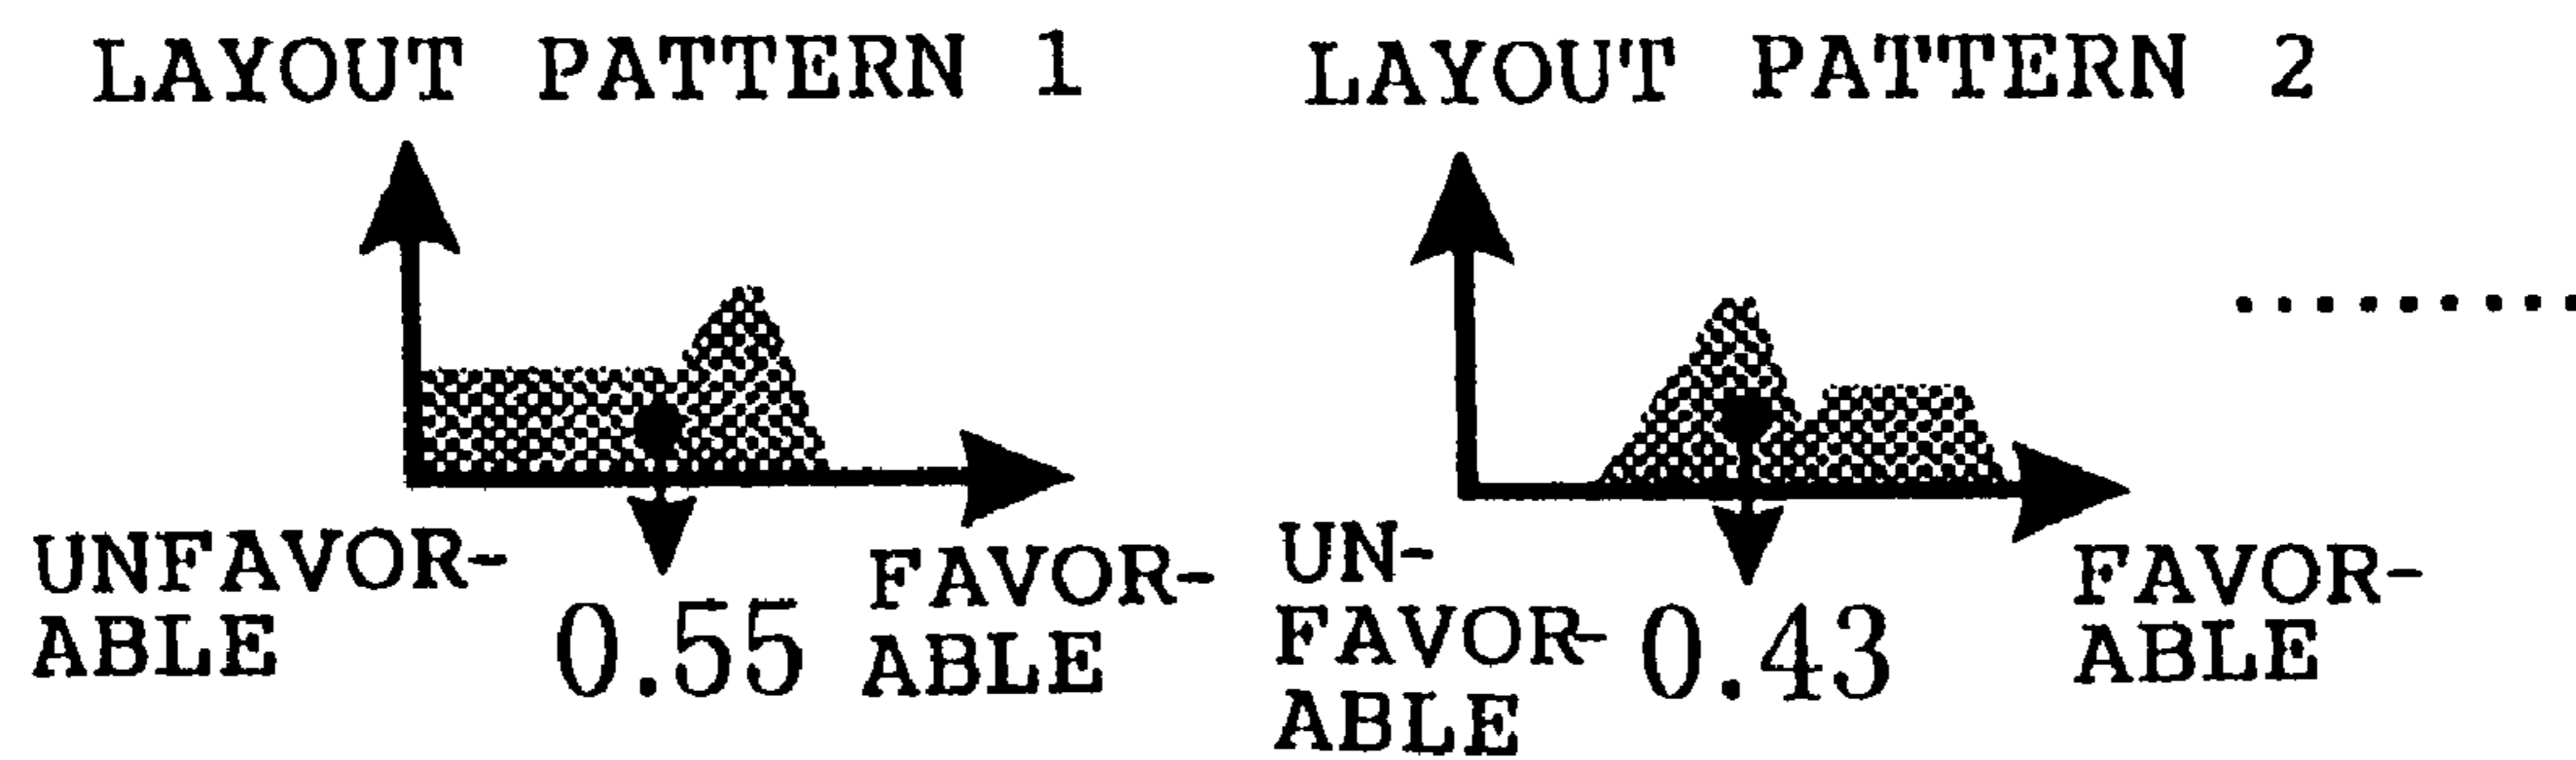 LAYOUT PATTERN 1
UNFAVOR-
ABLE
0.55
FAVOR-
ABLE
LAYOUT PATTERN 2
UN-
FAVOR-
ABLE
0.43
FAVOR-
ABLE